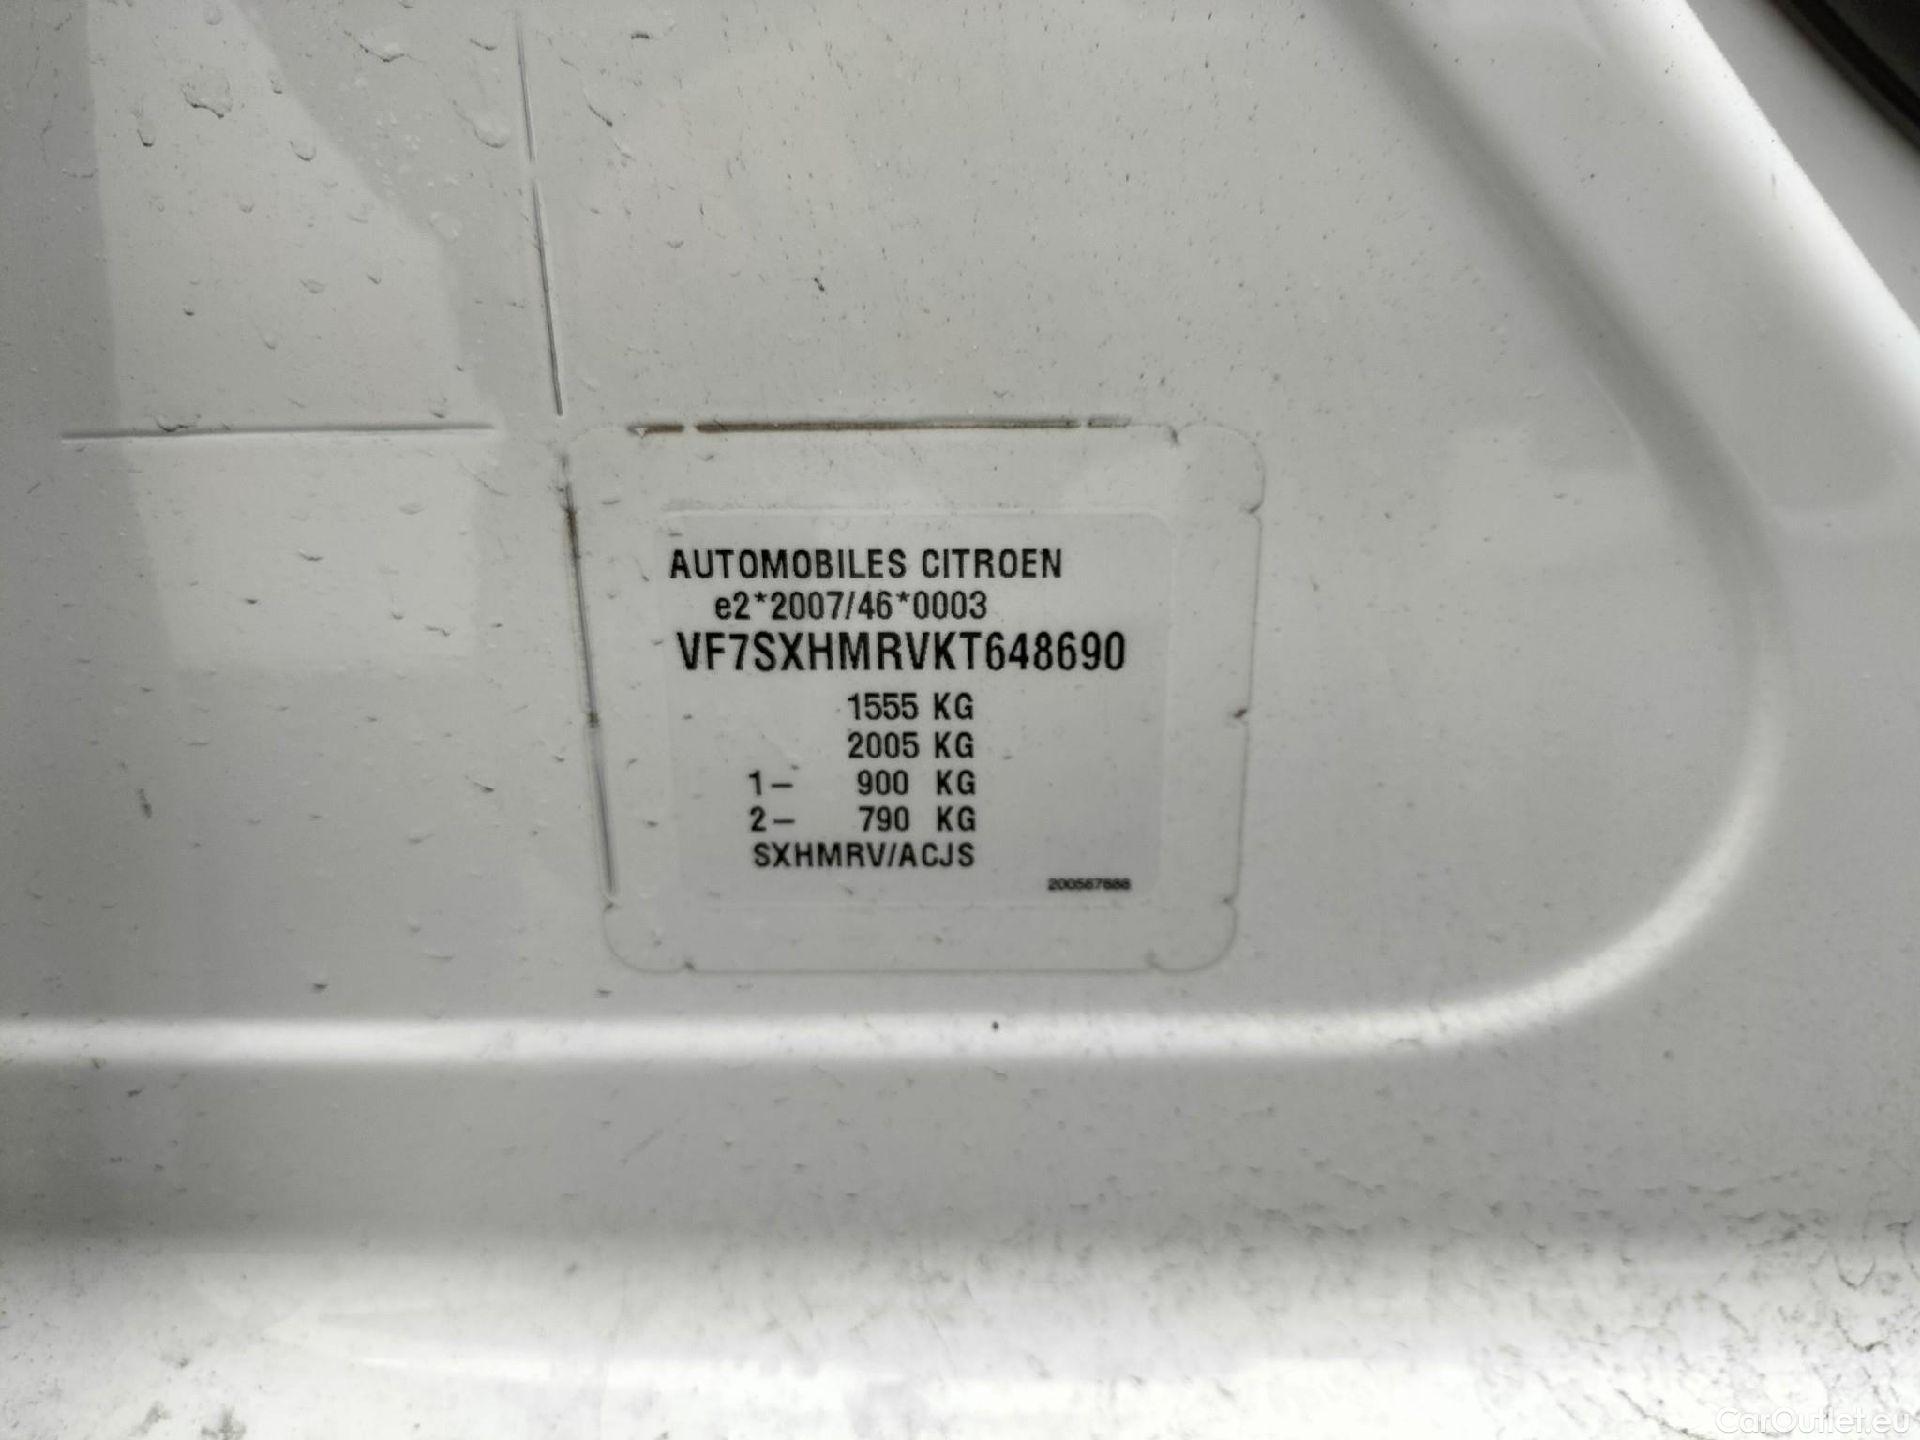 AUTOMOBILES CITROEN
e2*2007/46*0003
VF7SXHMRVKT648690
1555 KG
2005 KG
1- 900 KG
2- 790 KG
SXHMRV/ACJS
CarOutlet.eu